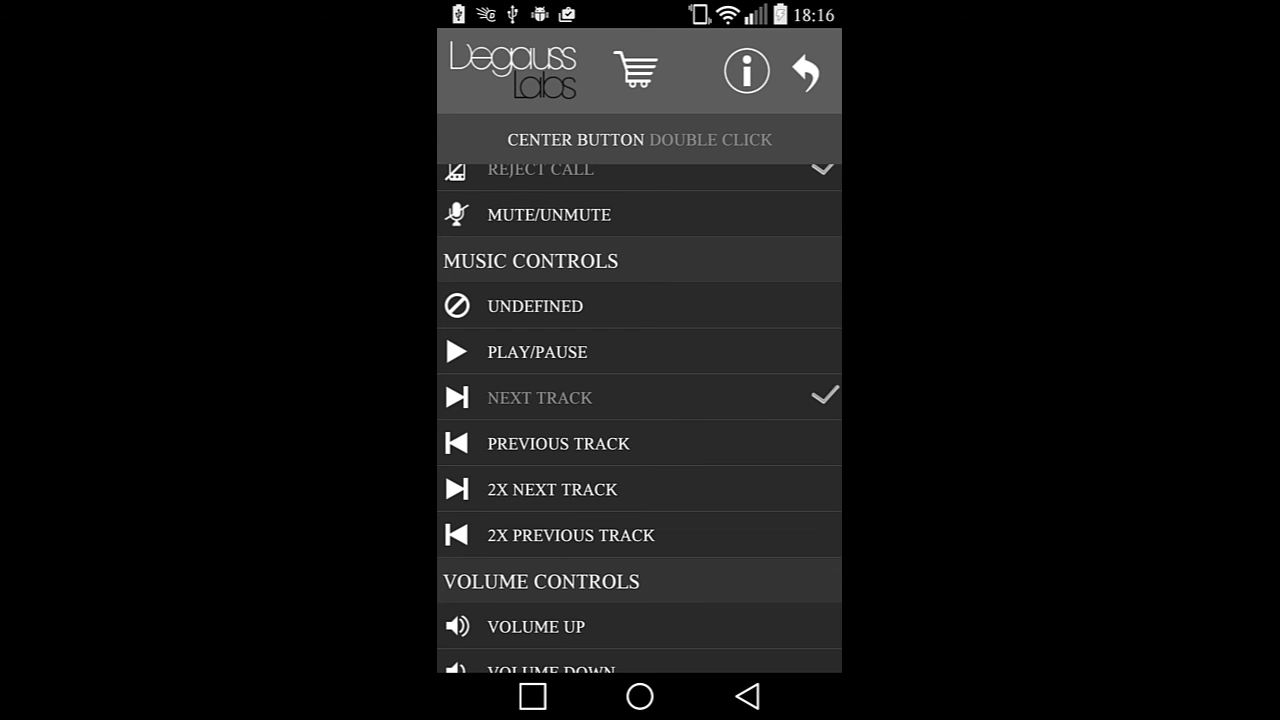 18:16
Degauss
Labs
CENTER BUTTON DOUBLE CLICK
REJECT CALL
MUTE/UNMUTE
MUSIC CONTROLS
UNDEFINED
PLAY/PAUSE
NEXT TRACK
PREVIOUS TRACK
2X NEXT TRACK
2X PREVIOUS TRACK
VOLUME CONTROLS
VOLUME UP
VOLUME DOWN